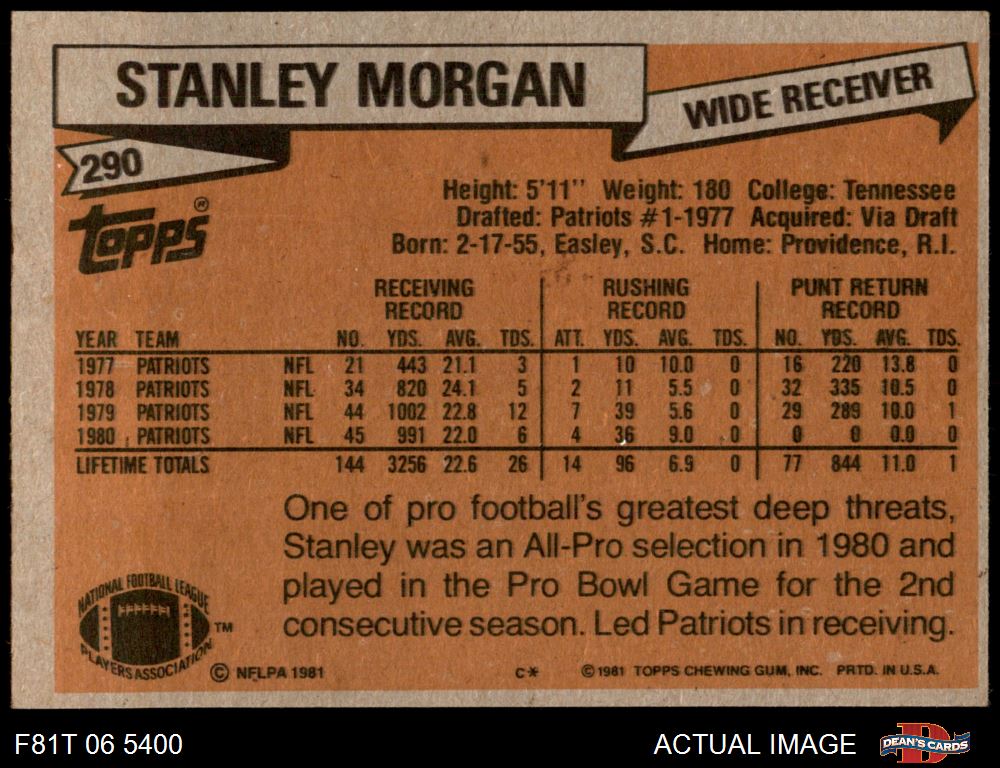 STANLEY MORGAN
WIDE RECEIVER
290
TOPPS®
Height: 5'11'' Weight: 180 College: Tennessee
Drafted: Patriots #1-1977 Acquired: Via Draft
Born: 2-17-55, Easley, S.C. Home: Providence, R.I.
RECEIVING RECORD RUSHING RECORD PUNT RETURN RECORD
YEAR TEAM NO. YDS. AVG. TDS. ATT. YDS. AVG. TDS. NO. YDS. AVG. TDS.
1977 PATRIOTS NFL 21 443 21.1 3 1 10 10.0 0 16 220 13.8 0
1978 PATRIOTS NFL 34 820 24.1 5 2 11 5.5 0 32 335 10.5 0
1979 PATRIOTS NFL 44 1002 22.8 12 7 39 5.6 0 29 289 10.0 1
1980 PATRIOTS NFL 45 991 22.0 6 4 36 9.0 0 0 0 0.0 0
LIFETIME TOTALS 144 3256 22.6 26 14 96 6.9 0 77 844 11.0 1
One of pro football's greatest deep threats,
Stanley was an All-Pro selection in 1980 and
played in the Pro Bowl Game for the 2nd
consecutive season. Led Patriots in receiving.
NATIONAL FOOTBALL LEAGUE
PLAYERS ASSOCIATION
TM
© NFLPA 1981 C* ©1981 TOPPS CHEWING GUM, INC. PRTD. IN U.S.A.
F81T 06 5400 ACTUAL IMAGE DEAN'S CARDS